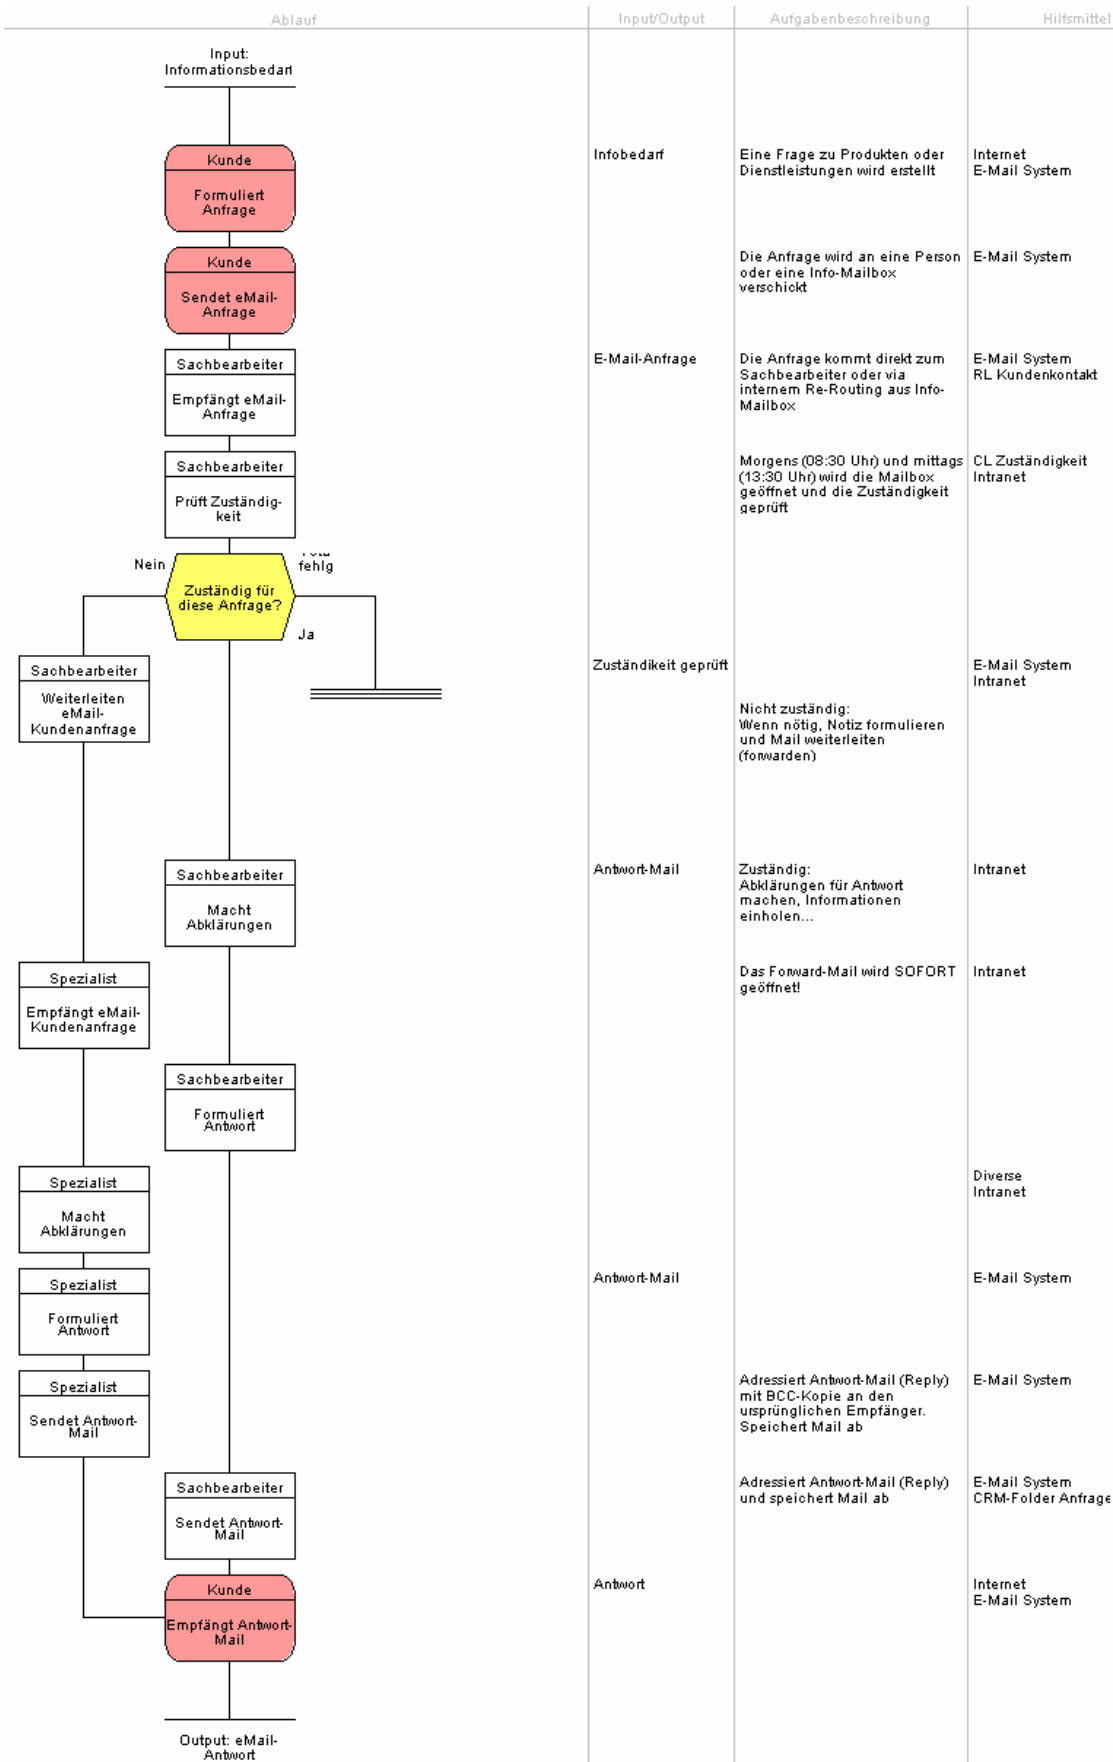 Ablauf
Input/Output
Aufgabenbeschreibung
Hilfsmittel
Input:
Informationsbedarf
Kunde
Formuliert
Anfrage
Infobedarf
Eine Frage zu Produkten oder
Dienstleistungen wird erstellt
Internet
E-Mail System
Kunde
Sendet eMail-
Anfrage
Die Anfrage wird an eine Person
oder eine Info-Mailbox
verschickt
E-Mail System
Sachbearbeiter
Empfängt eMail-
Anfrage
E-Mail-Anfrage
Die Anfrage kommt direkt zum
Sachbearbeiter oder via
internem Re-Routing aus Info-
Mailbox
E-Mail System
RL Kundenkontakt
Sachbearbeiter
Prüft Zuständig-
keit
Morgens (08:30 Uhr) und mittags
(13:30 Uhr) wird die Mailbox
geöffnet und die Zuständigkeit
geprüft
CL Zuständigkeit
Intranet
Nein
fehlg
Zuständig für
diese Anfrage?
Ja
Sachbearbeiter
Weiterleiten
eMail-
Kundenanfrage
Zuständikeit geprüft
Nicht zuständig:
Wenn nötig, Notiz formulieren
und Mail weiterleiten
(forwarden)
E-Mail System
Intranet
Sachbearbeiter
Macht
Abklärungen
Antwort-Mail
Zuständig:
Abklärungen für Antwort
machen, Informationen
einholen...
Intranet
Spezialist
Empfängt eMail-
Kundenanfrage
Das Forward-Mail wird SOFORT
geöffnet!
Intranet
Sachbearbeiter
Formuliert
Antwort
Spezialist
Macht
Abklärungen
Diverse
Intranet
Spezialist
Formuliert
Antwort
Antwort-Mail
E-Mail System
Spezialist
Sendet Antwort-
Mail
Adressiert Antwort-Mail (Reply)
mit BCC-Kopie an den
ursprünglichen Empfänger.
Speichert Mail ab
E-Mail System
Sachbearbeiter
Sendet Antwort-
Mail
Adressiert Antwort-Mail (Reply)
und speichert Mail ab
E-Mail System
CRM-Folder Anfrage
Kunde
Empfängt Antwort-
Mail
Antwort
Internet
E-Mail System
Output: eMail-
Antwort